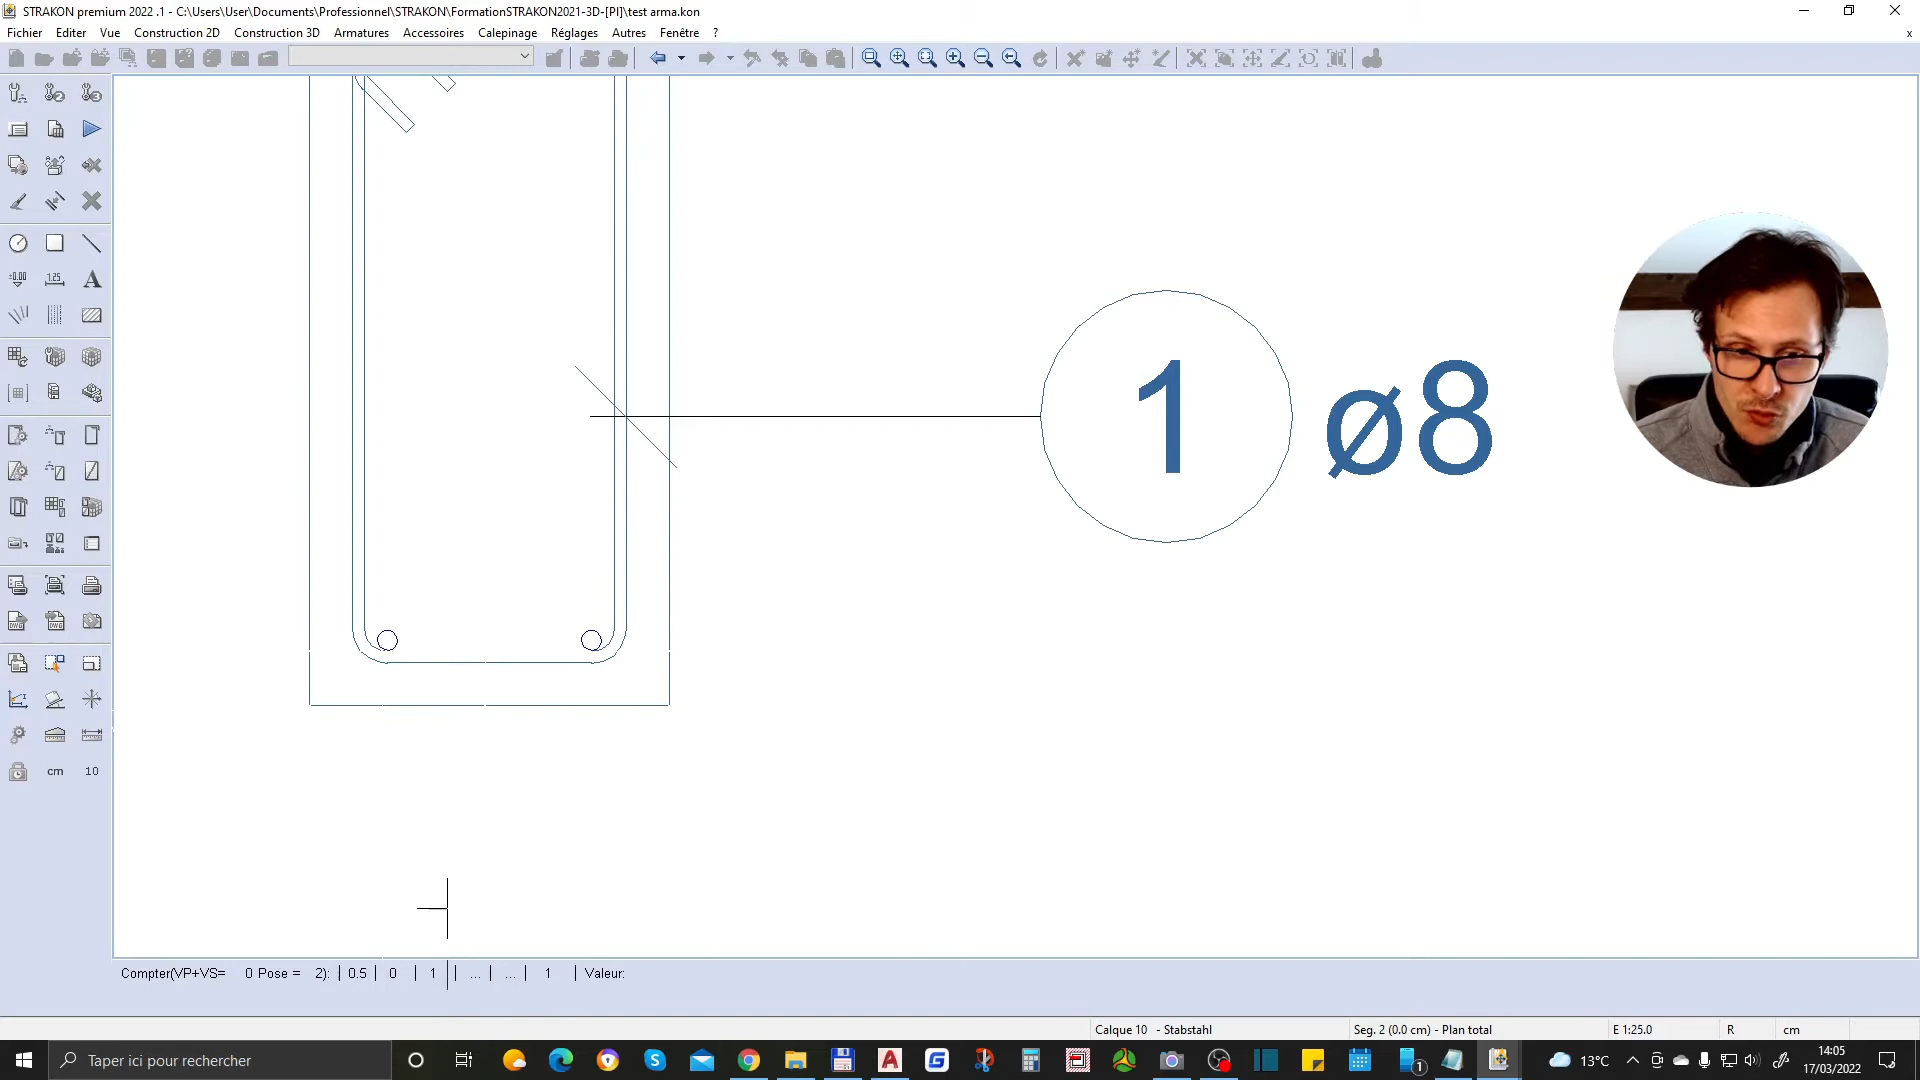 STRAKON premium 2022 .1 - C:\Users\User\Documents\Professionnel\STRAKON\FormationSTRAKON2021-3D-[PI]\test arma.kon
Fichier Editer Vue Construction 2D Construction 3D Armatures Accessoires Calepinage Réglages Autres Fenêtre ?
1 ø8
cm 10
Compter(VP+VS= 0 Pose = 2): | 0.5 | 0 | 1 | ... | ... | 1 | Valeur:
Calque 10 - Stabstahl Seg. 2 (0.0 cm) - Plan total E 1:25.0 R cm
Taper ici pour rechercher
13°C
14:05
17/03/2022